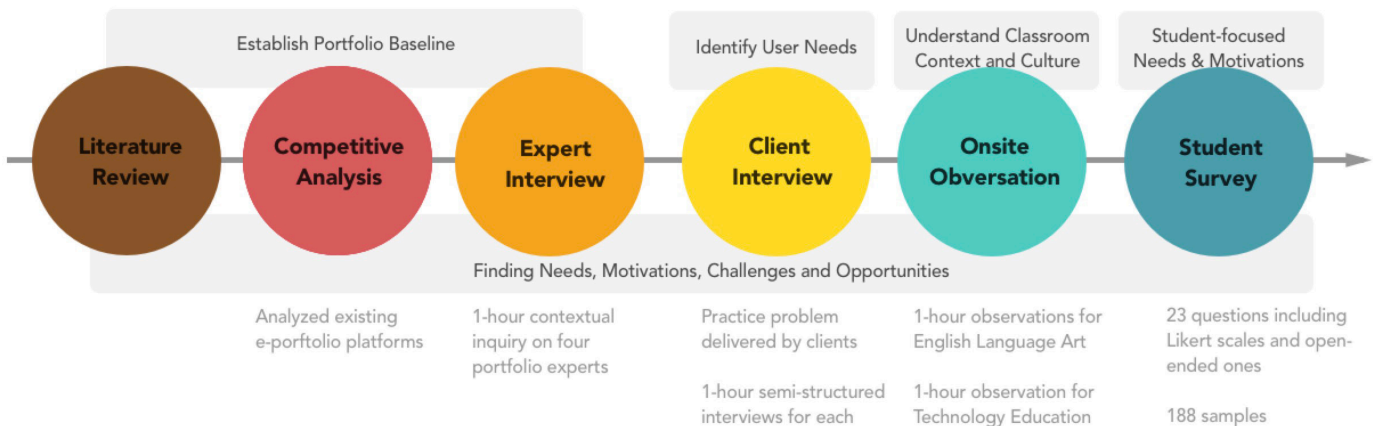 Establish Portfolio Baseline
Identify User Needs
Understand Classroom
Context and Culture
Student-focused
Needs & Motivations
Literature
Review
Competitive
Analysis
Expert
Interview
Client
Interview
Onsite
Obversation
Student
Survey
Finding Needs, Motivations, Challenges and Opportunities
Analyzed existing
e-porftolio platforms
1-hour contextual
inquiry on four
portfolio experts
Practice problem
delivered by clients
1-hour semi-structured
interviews for each
1-hour observations for
English Language Art
1-hour observation for
Technology Education
23 questions including
Likert scales and open-
ended ones
188 samples